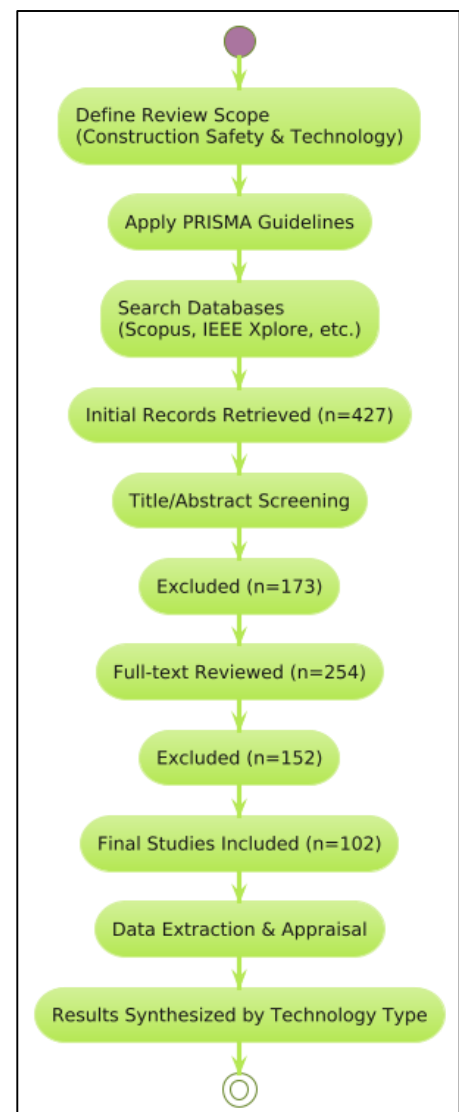 Define Review Scope
(Construction Safety & Technology)
Apply PRISMA Guidelines
Search Databases
(Scopus, IEEE Xplore, etc.)
Initial Records Retrieved (n=427)
Title/Abstract Screening
Excluded (n=173)
Full-text Reviewed (n=254)
Excluded (n=152)
Final Studies Included (n=102)
Data Extraction & Appraisal
Results Synthesized by Technology Type